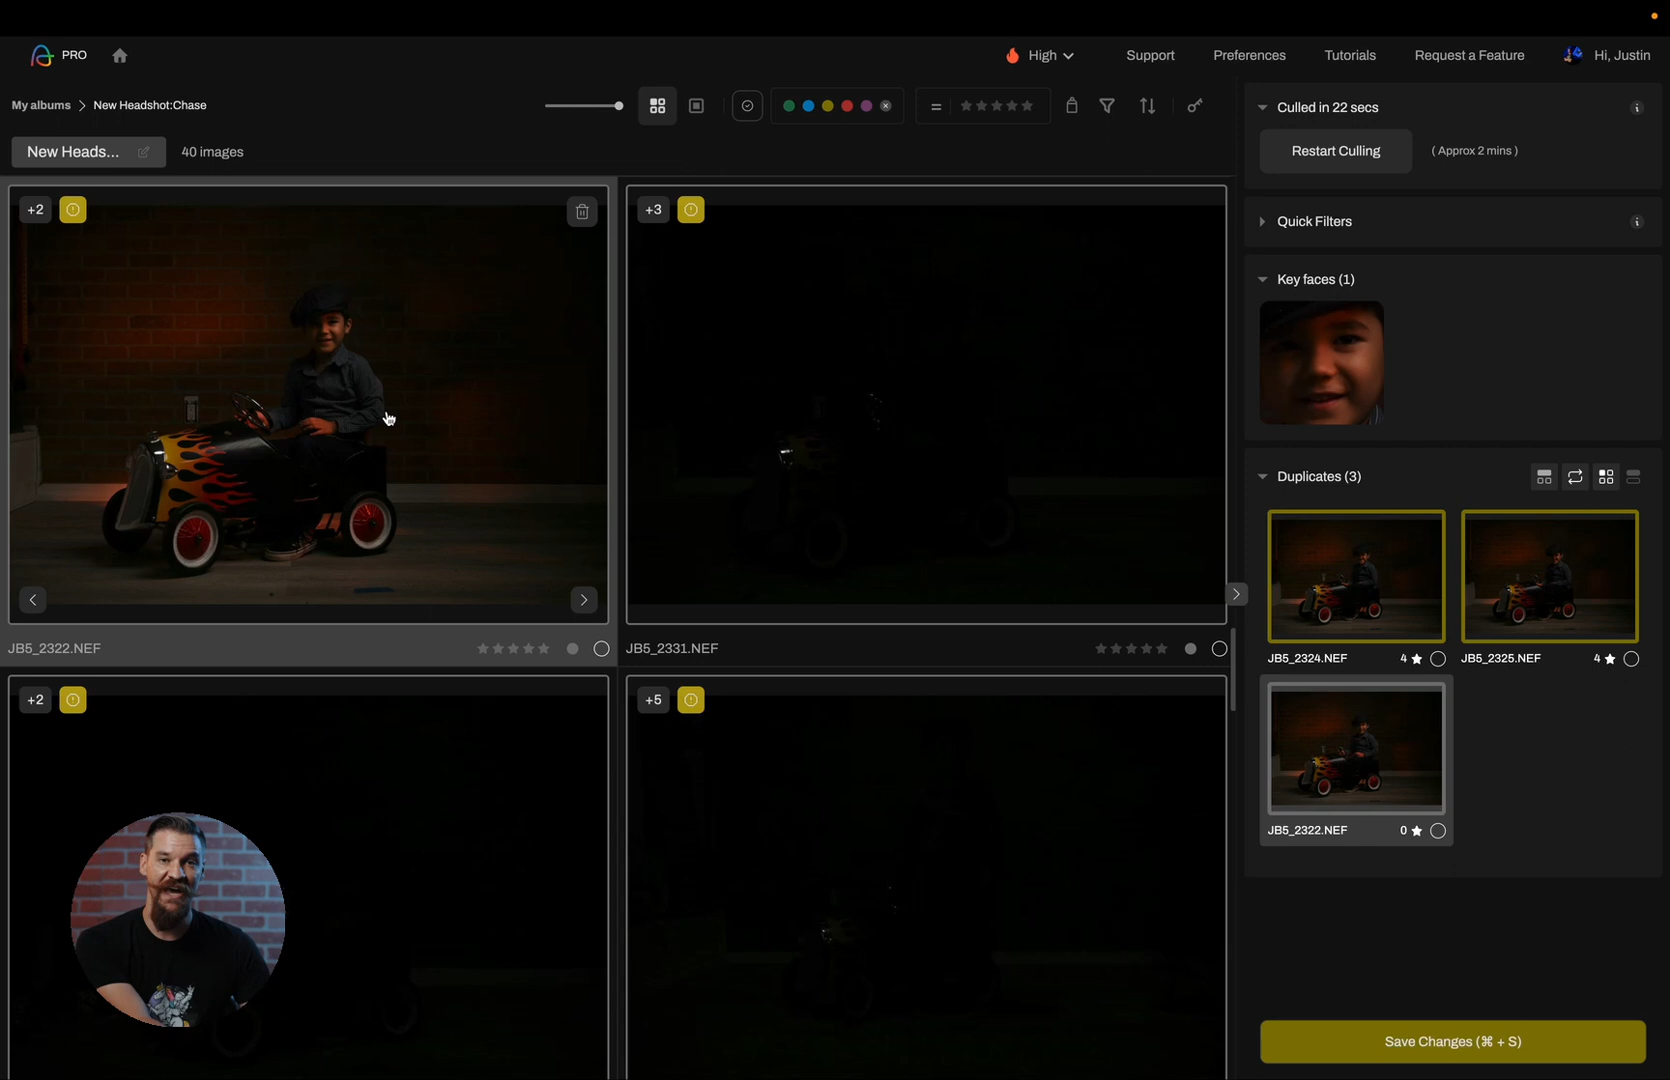 PRO
High
Support
Preferences
Tutorials
Request a Feature
Hi, Justin
My albums > New Headshot:Chase
=
New Heads...
40 images
Culled in 22 secs
Restart Culling
( Approx 2 mins )
Quick Filters
Key faces (1)
Duplicates (3)
+2
+3
JB5_2322.NEF
JB5_2331.NEF
+2
+5
JB5_2324.NEF 4
JB5_2325.NEF 4
JB5_2322.NEF 0
Save Changes (⌘ + S)